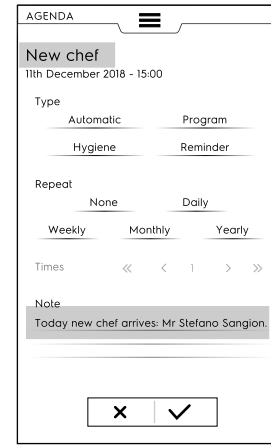 AGENDA
New chef
11th December 2018 - 15:00
Type
Automatic Program
Hygiene Reminder
Repeat
None Daily
Weekly Monthly Yearly
Times « < 1 > »
Note
Today new chef arrives: Mr Stefano Sangion.